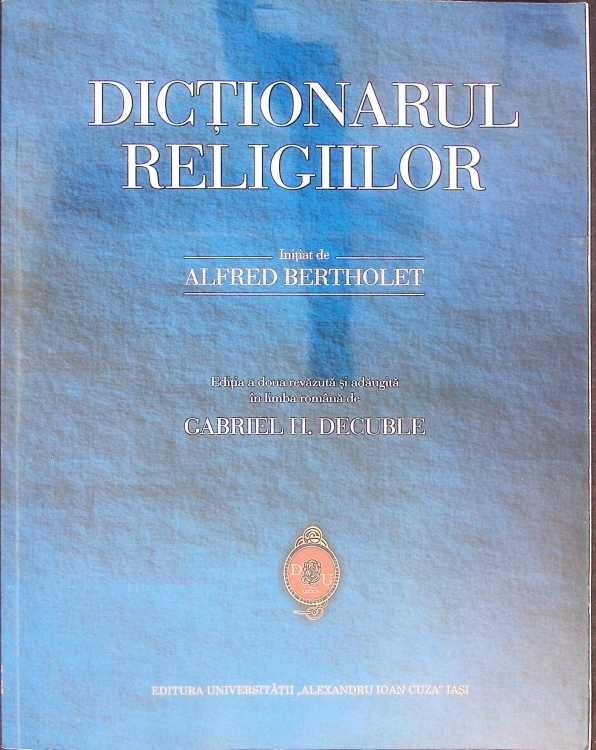 DICȚIONARUL
RELIGIILOR
Inițiat de
ALFRED BERTHOLET
Ediția a doua revăzută și adăugită
în limba română de
GABRIEL H. DECUBLE
D U
EDITURA UNIVERSITĂȚII „ALEXANDRU IOAN CUZA” IAȘI